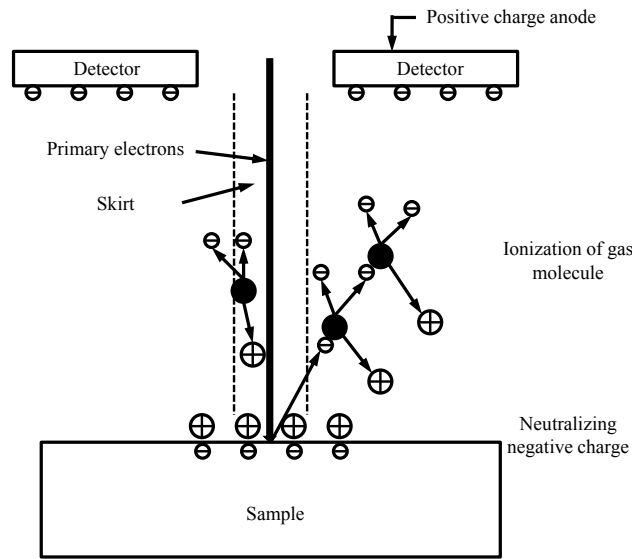 Positive charge anode
Detector
Detector
Primary electrons
Skirt
Ionization of gas
molecule
Neutralizing
negative charge
Sample